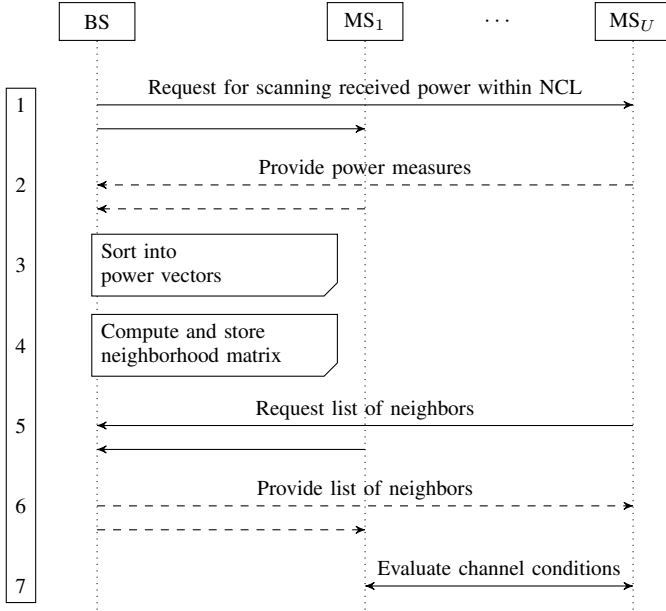 BS MS₁ · · · MS_U
1 Request for scanning received power within NCL
2 Provide power measures
3 Sort into
power vectors
4 Compute and store
neighborhood matrix
5 Request list of neighbors
6 Provide list of neighbors
7 Evaluate channel conditions